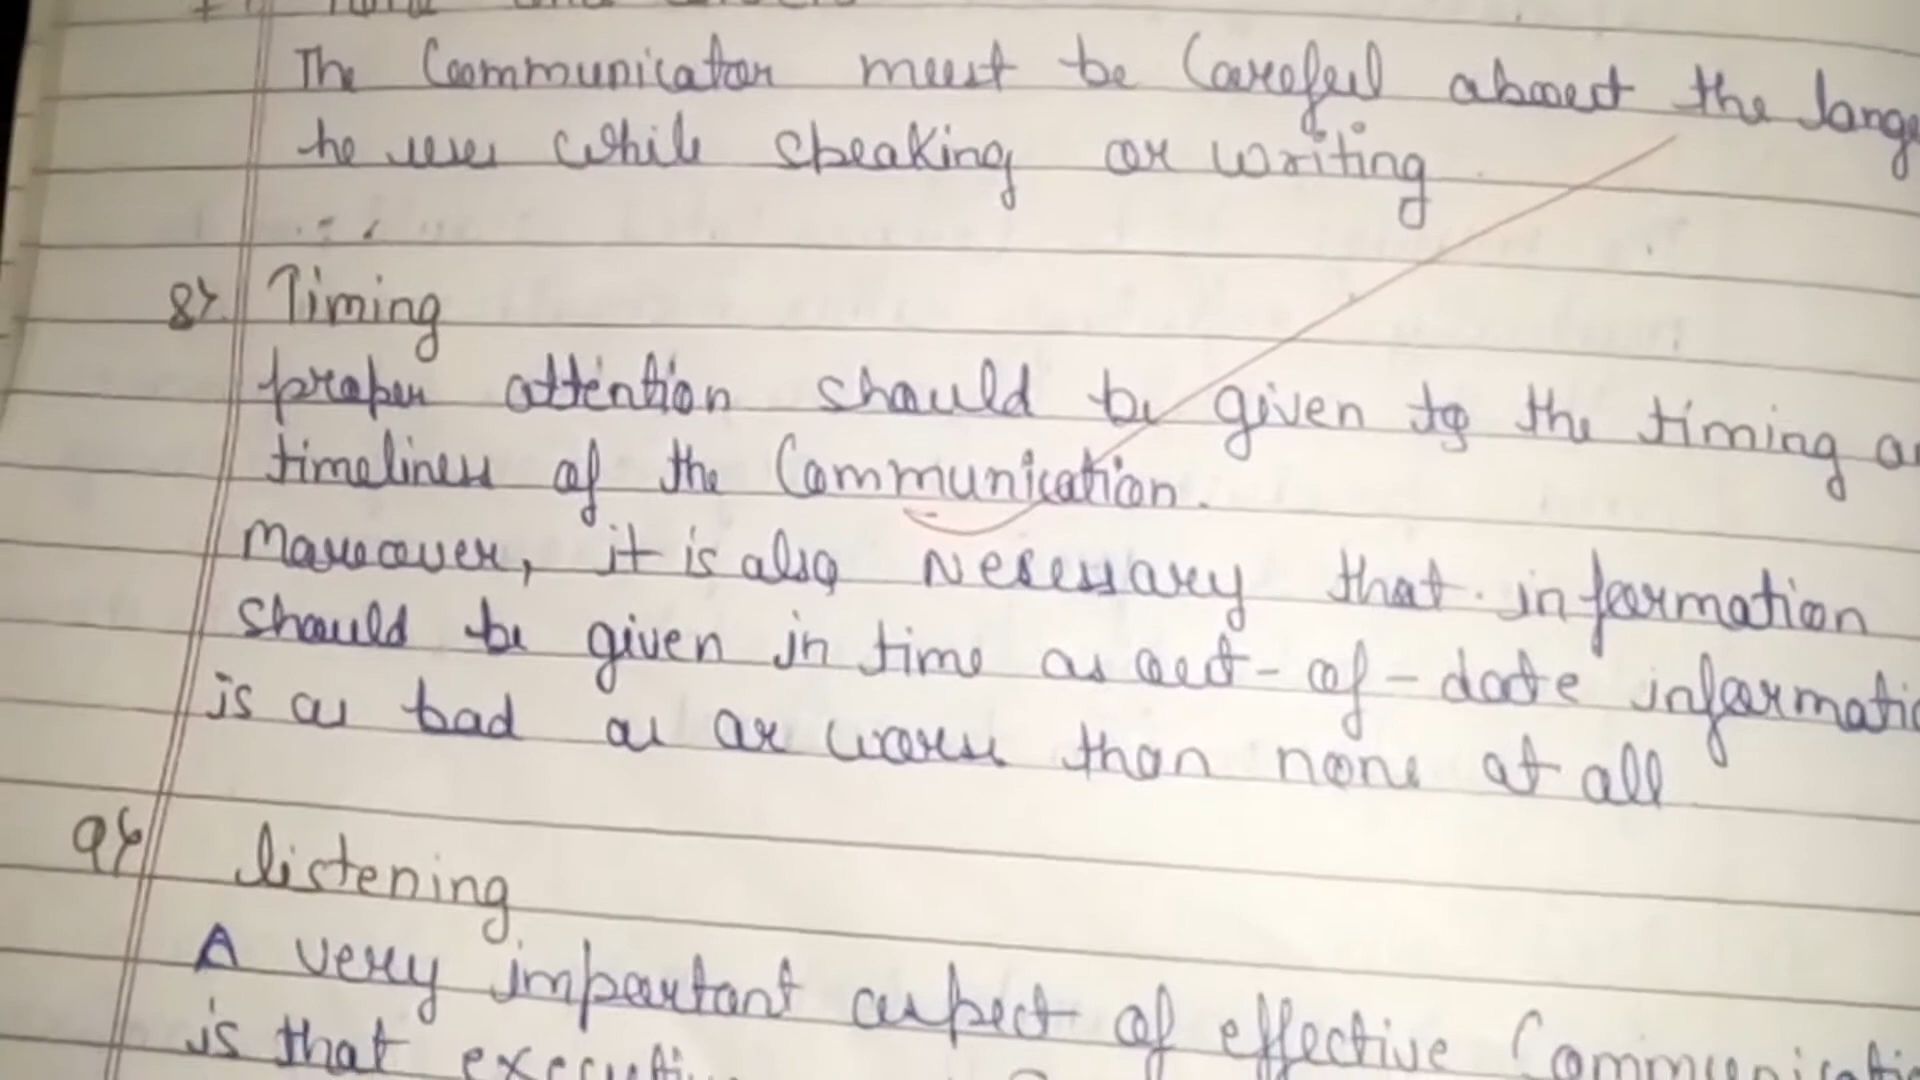 The Communicator must be Careful about the
he uses while speaking or writing
8) Timing
proper attention should be given to the timing
timeliness of the Communication.
Moreover, it is also Necessary that information
should be given in time as out-of-date
is as bad as or worse than none at all
9) listening
A very important aspect of effective
is that